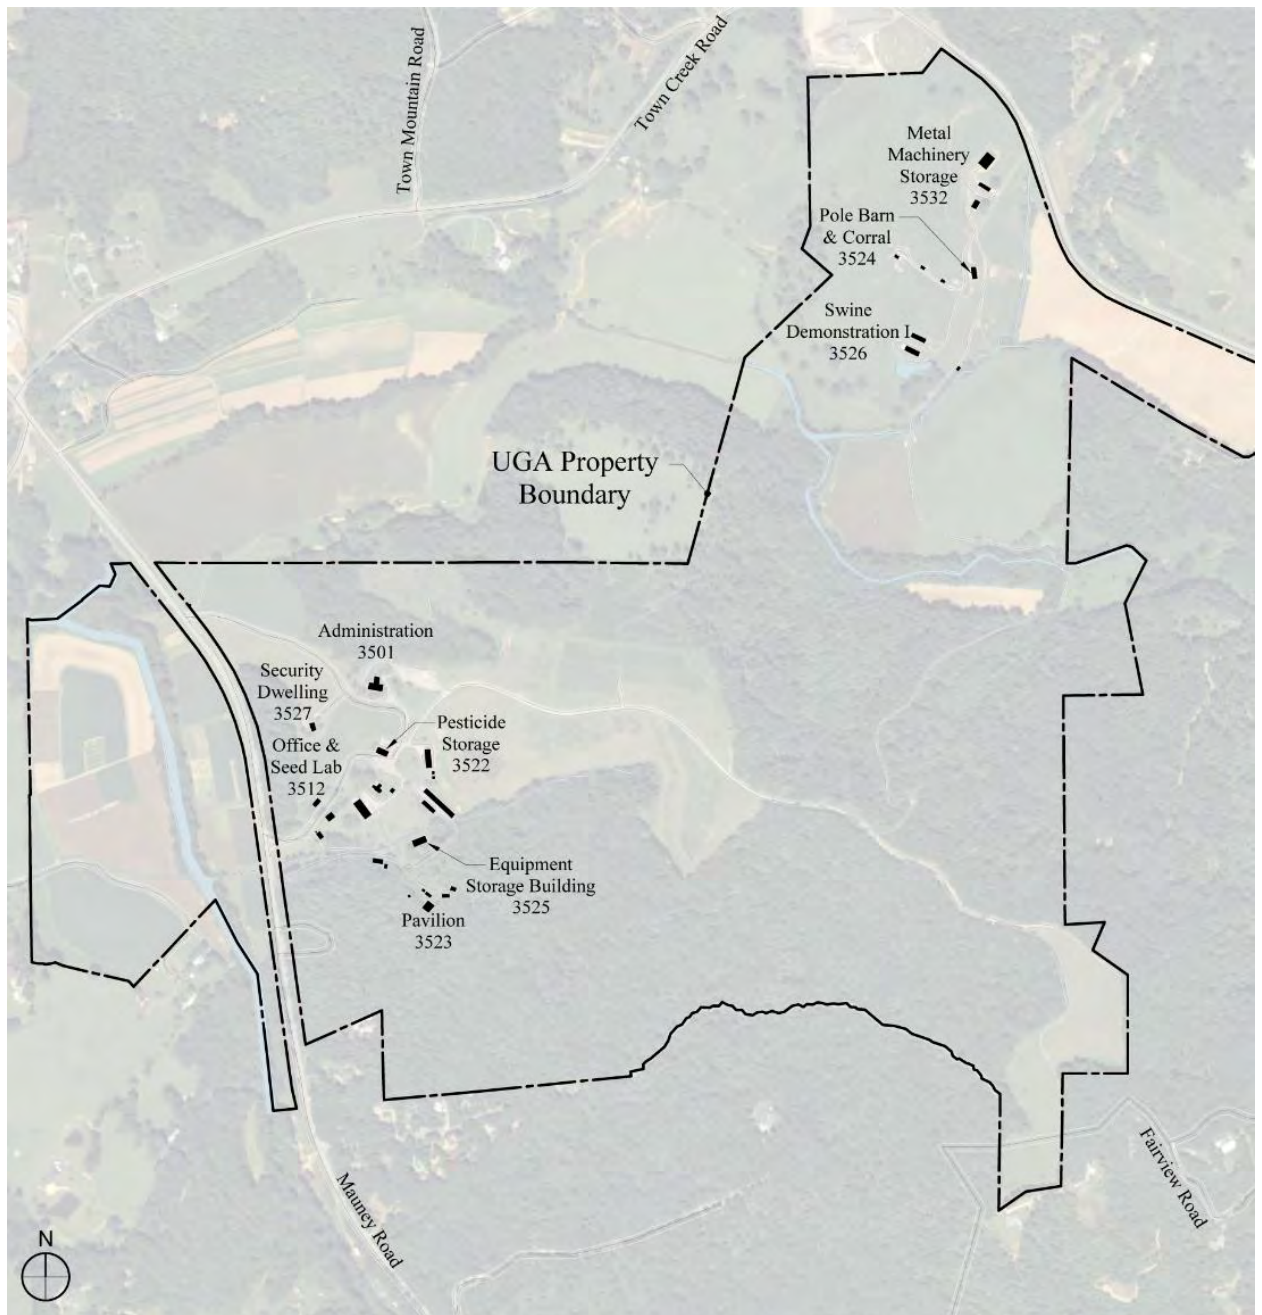 Town Mountain Road
Town Creek Road
Metal
Machinery
Storage
3532
Pole Barn
& Corral
3524
Swine
Demonstration I
3526
UGA Property
Boundary
Administration
3501
Security
Dwelling
3527
Pesticide
Storage
3522
Office &
Seed Lab
3512
Equipment
Storage Building
3525
Pavilion
3523
Mauney Road
Fairview Road
N